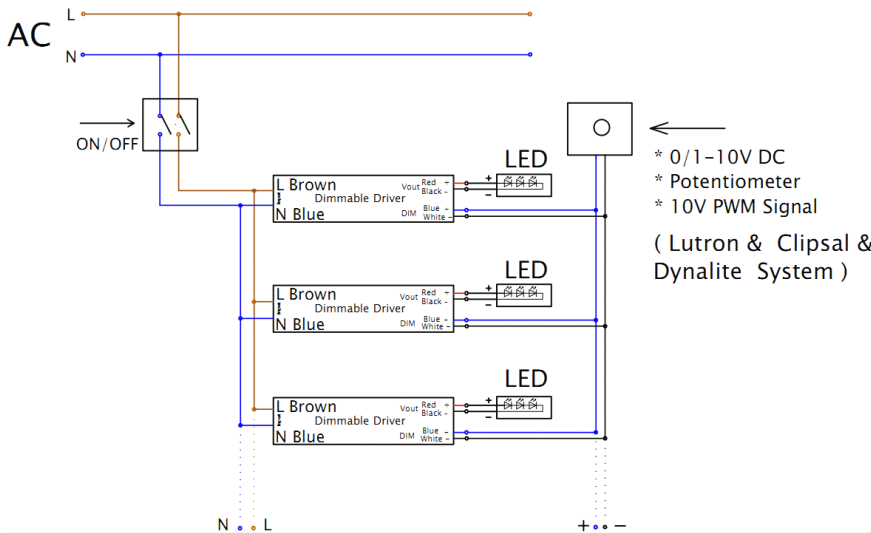 L
AC
N
ON/OFF
* 0/1-10V DC
* Potentiometer
* 10V PWM Signal
( Lutron & Clipsal &
Dynalite System )
LED
L Brown
Dimmable Driver
N Blue
Vout Red +
Black -
DIM Blue -
White -
+
-
LED
L Brown
Dimmable Driver
N Blue
Vout Red +
Black -
DIM Blue -
White -
+
-
LED
L Brown
Dimmable Driver
N Blue
Vout Red +
Black -
DIM Blue -
White -
+
-
N L
+ -